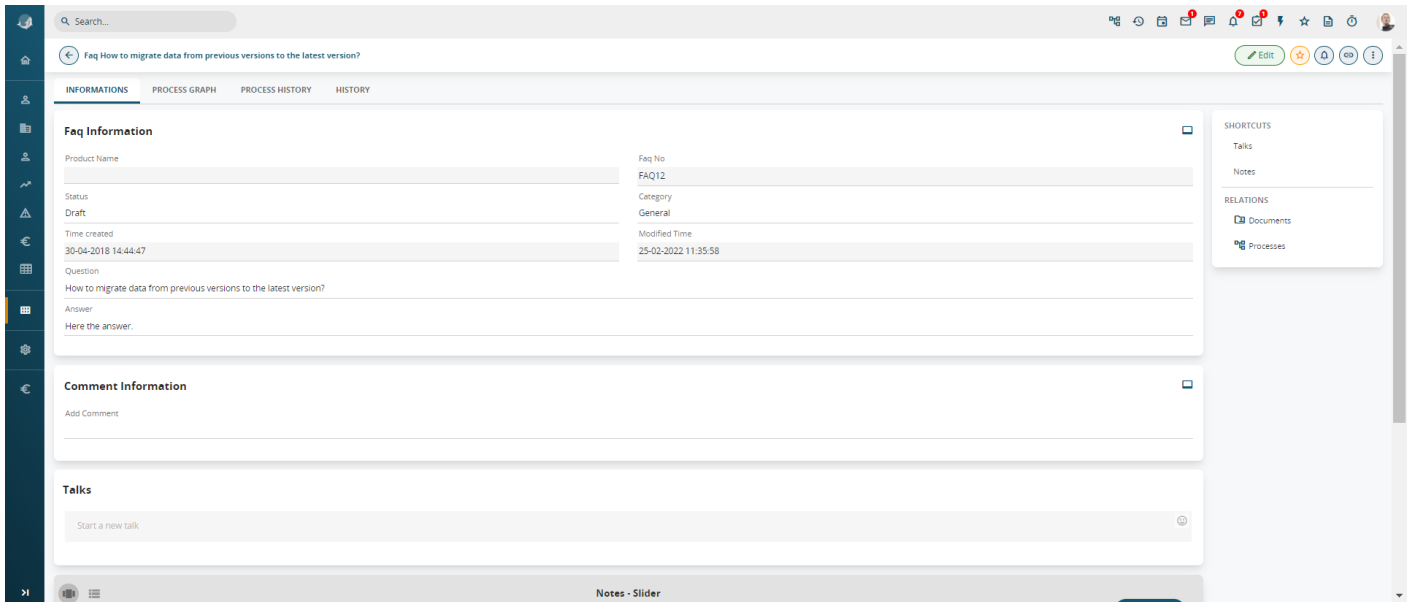 Search...
1
7
1
Faq How to migrate data from previous versions to the latest version?
Edit
INFORMATIONS PROCESS GRAPH PROCESS HISTORY HISTORY
Faq Information
Product Name Faq No
FAQ12
Status Category
Draft General
Time created Modified Time
30-04-2018 14:44:47 25-02-2022 11:35:58
Question
How to migrate data from previous versions to the latest version?
Answer
Here the answer.
SHORTCUTS
Talks
Notes
RELATIONS
Documents
Processes
Comment Information
Add Comment
Talks
Start a new talk
Notes - Slider